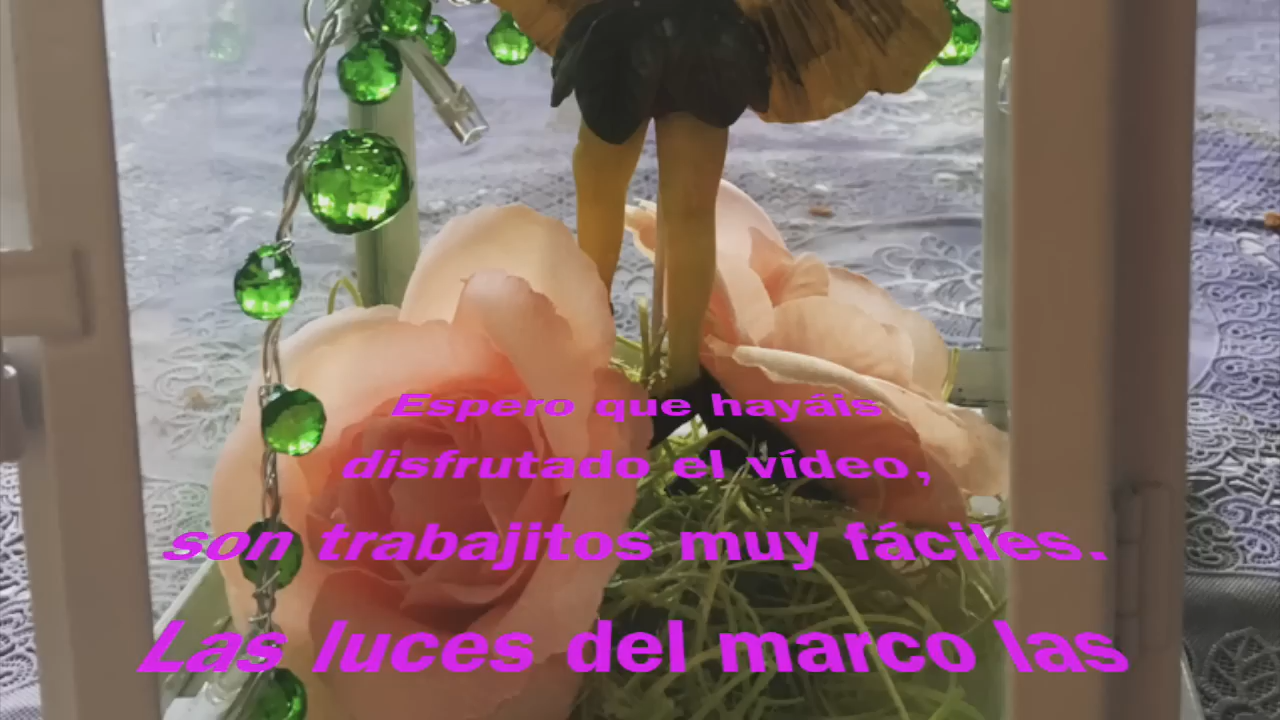 Espero que hayáis
disfrutado el vídeo,
son trabajitos muy fáciles.
Las luces del marco las